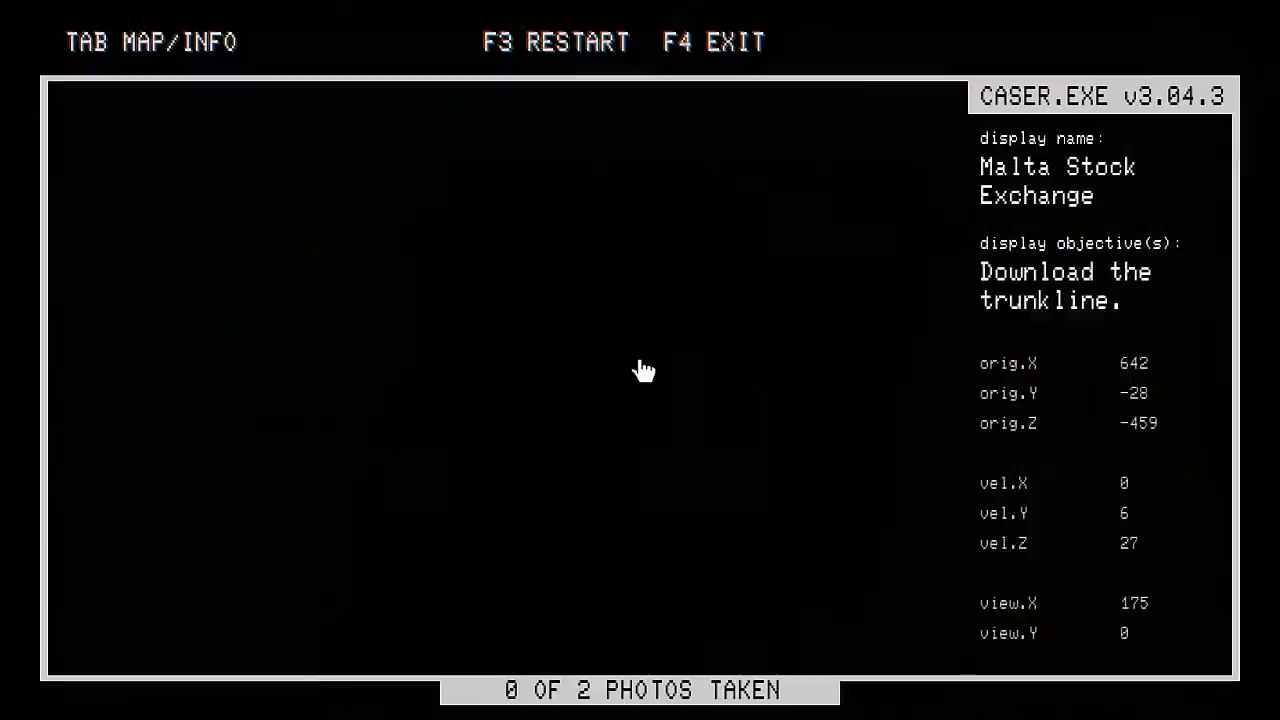 TAB MAP/INFO F3 RESTART F4 EXIT
CASER.EXE v3.04.3
display name:
Malta Stock
Exchange
display objective(s):
Download the
trunkline.
orig.X 642
orig.Y -28
orig.Z -459
vel.X 0
vel.Y 6
vel.Z 27
view.X 175
view.Y 0
0 OF 2 PHOTOS TAKEN